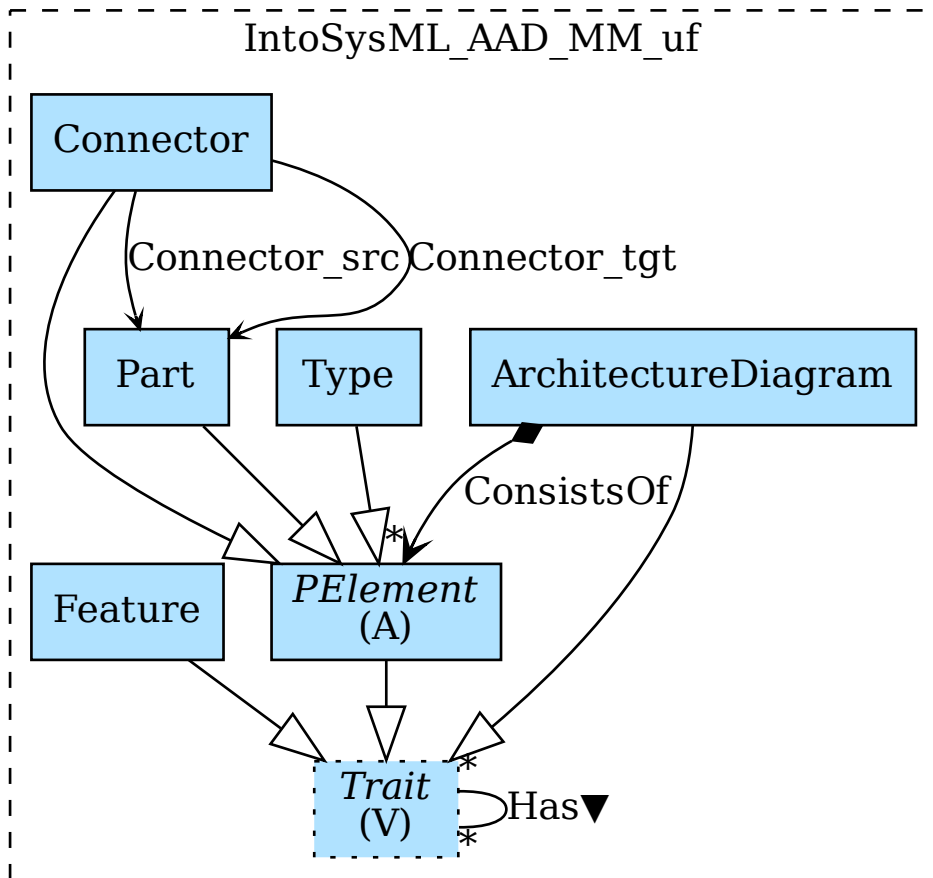 IntoSysML_AAD_MM_uf
Connector
Connector_src
Connector_tgt
Part
Type
ArchitectureDiagram
ConsistsOf
*
Feature
PElement
(A)
*
Trait
(V)
Has▼
*